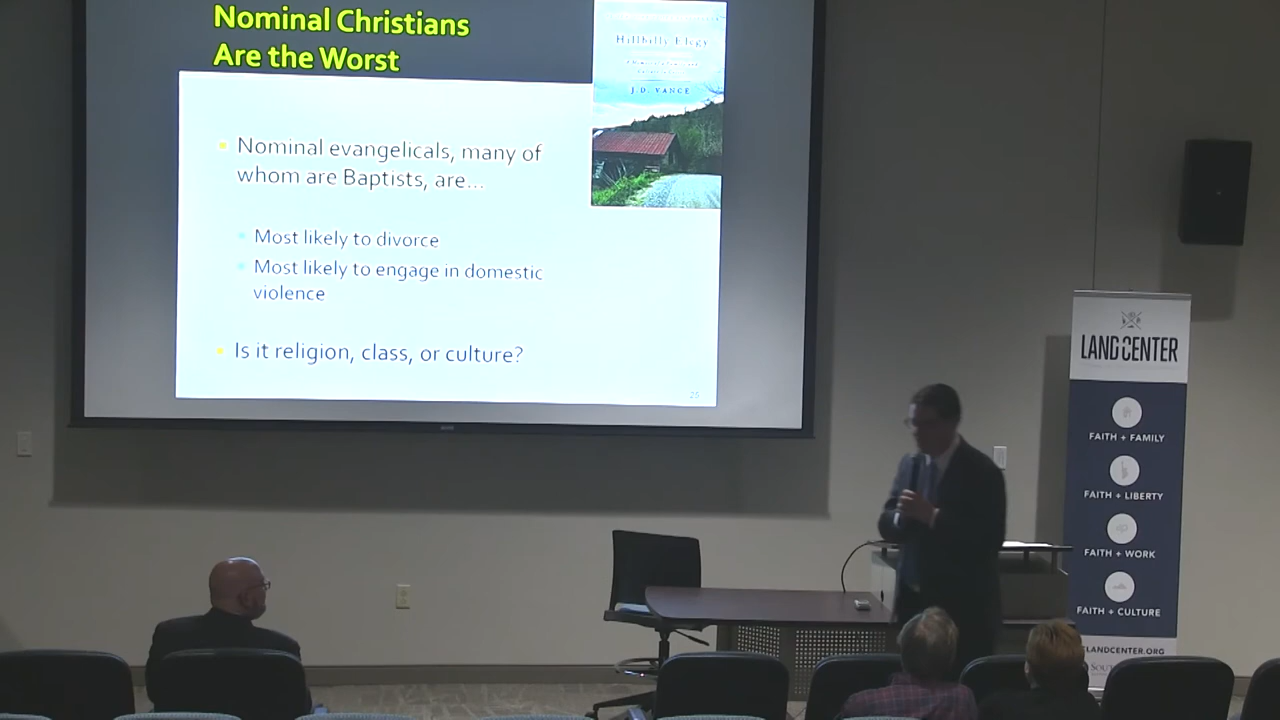 Nominal Christians
Are the Worst
Hillbilly Elegy
J.D. VANCE
Nominal evangelicals, many of
whom are Baptists, are...
Most likely to divorce
Most likely to engage in domestic
violence
Is it religion, class, or culture?
25
LAND CENTER
FAITH + FAMILY
FAITH + LIBERTY
FAITH + WORK
FAITH + CULTURE
LANDCENTER.ORG